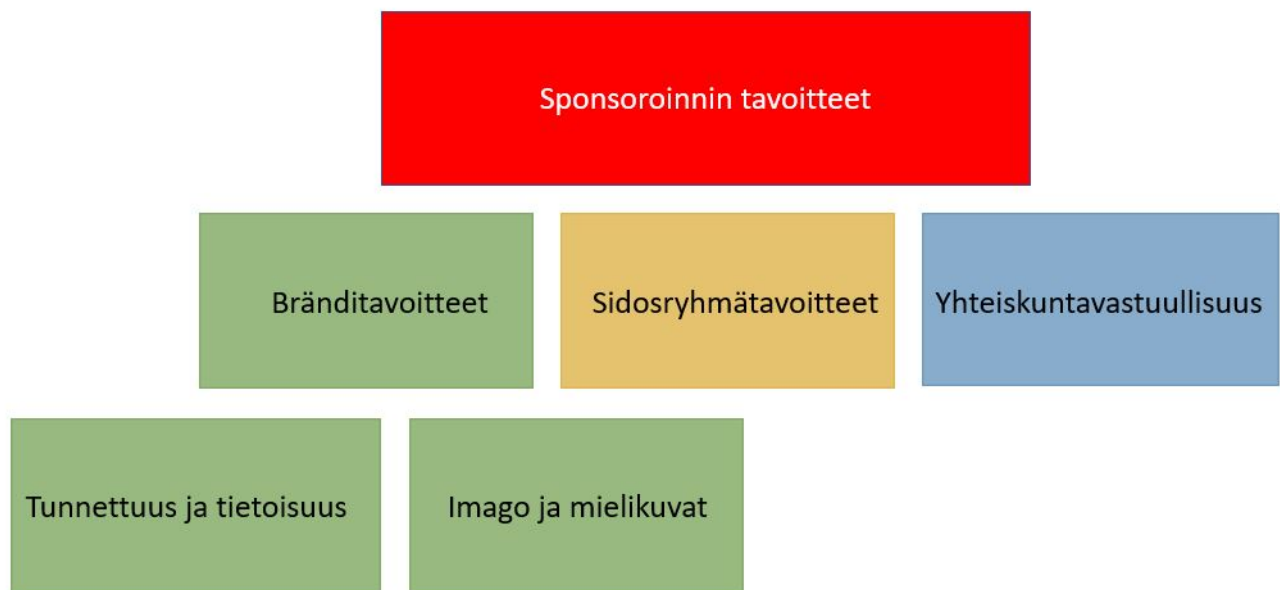 Sponsoroinnin tavoitteet
Bränditavoitteet
Sidosryhmätavoitteet
Yhteiskuntavastuullisuus
Tunnettuus ja tietoisuus
Imago ja mielikuvat